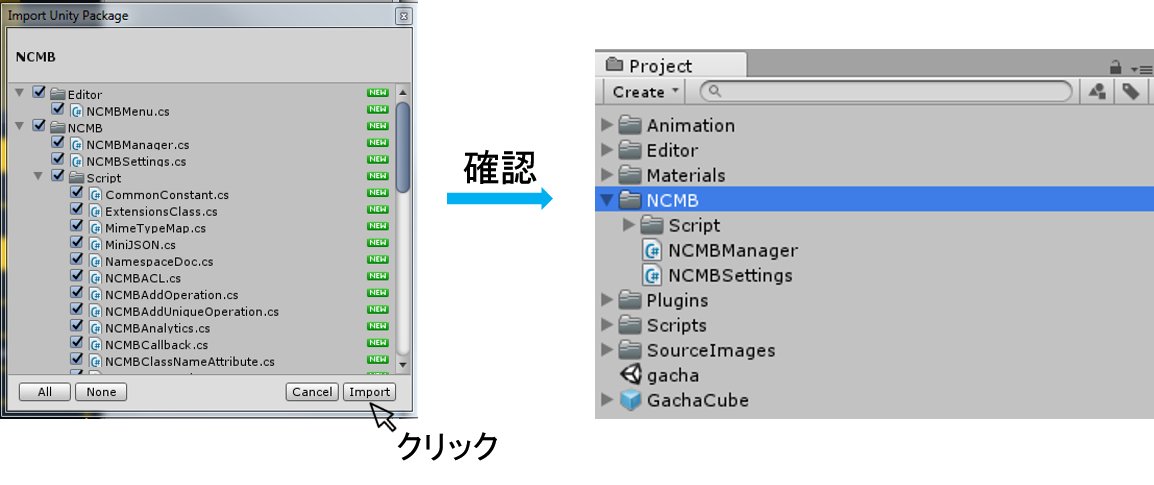 Import Unity Package
NCMB
Editor NEW
NCMBMenu.cs NEW
NCMB NEW
NCMBManager.cs NEW
NCMBSettings.cs NEW
Script NEW
CommonConstant.cs NEW
ExtensionsClass.cs NEW
MimeTypeMap.cs NEW
MiniJSON.cs NEW
NamespaceDoc.cs NEW
NCMBACL.cs NEW
NCMBAddOperation.cs NEW
NCMBAddUniqueOperation.cs NEW
NCMBAnalytics.cs NEW
NCMBCallback.cs NEW
NCMBClassNameAttribute.cs NEW
All None Cancel Import
クリック
確認
Project
Create
Animation
Editor
Materials
NCMB
Script
NCMBManager
NCMBSettings
Plugins
Scripts
SourceImages
gacha
GachaCube